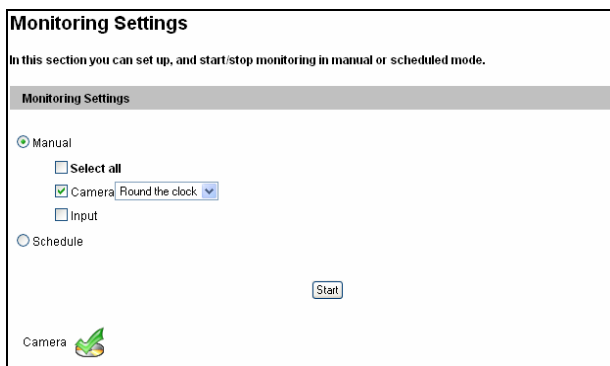 Monitoring Settings
In this section you can set up, and start/stop monitoring in manual or scheduled mode.
Monitoring Settings
Manual
Select all
Camera Round the clock
Input
Schedule
Start
Camera